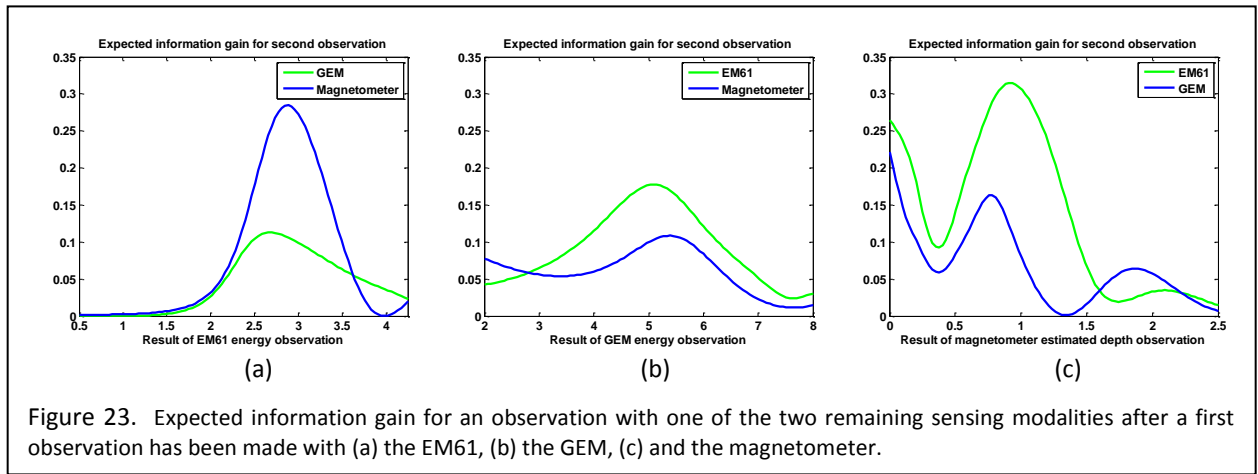 Expected information gain for second observation
0.35
0.3
0.25
0.2
0.15
0.1
0.05
0
GEM
Magnetometer
0.5 1 1.5 2 2.5 3 3.5 4
Result of EM61 energy observation
(a)
Expected information gain for second observation
0.35
0.3
0.25
0.2
0.15
0.1
0.05
0
EM61
Magnetometer
2 3 4 5 6 7 8
Result of GEM energy observation
(b)
Expected information gain for second observation
0.35
0.3
0.25
0.2
0.15
0.1
0.05
0
EM61
GEM
0 0.5 1 1.5 2 2.5
Result of magnetometer estimated depth observation
(c)
Figure 23. Expected information gain for an observation with one of the two remaining sensing modalities after a first
observation has been made with (a) the EM61, (b) the GEM, (c) and the magnetometer.